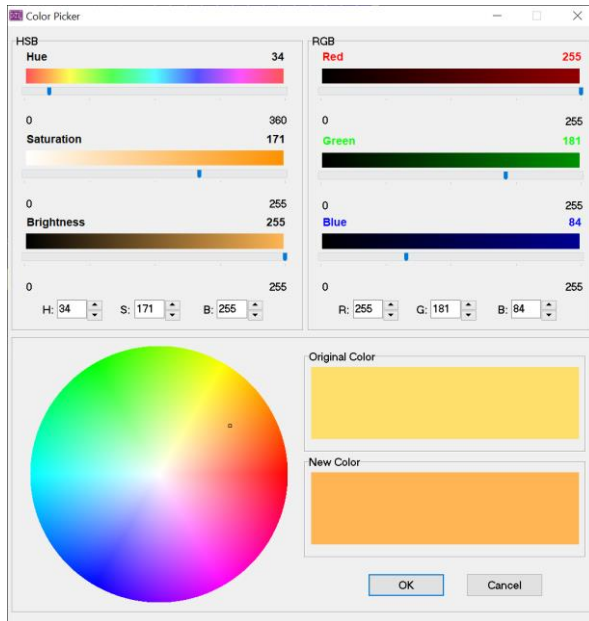 Color Picker
HSB
Hue 34
0 360
Saturation 171
0 255
Brightness 255
0 255
H: 34 S: 171 B: 255
RGB
Red 255
0 255
Green 181
0 255
Blue 84
0 255
R: 255 G: 181 B: 84
Original Color
New Color
OK Cancel